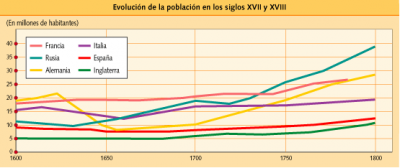 Evolución de la población en los siglos XVII y XVIII
(En millones de habitantes)
40
35
30
25
20
15
10
5
0
Francia
Italia
Rusia
España
Alemania
Inglaterra
1600
1650
1700
1750
1800